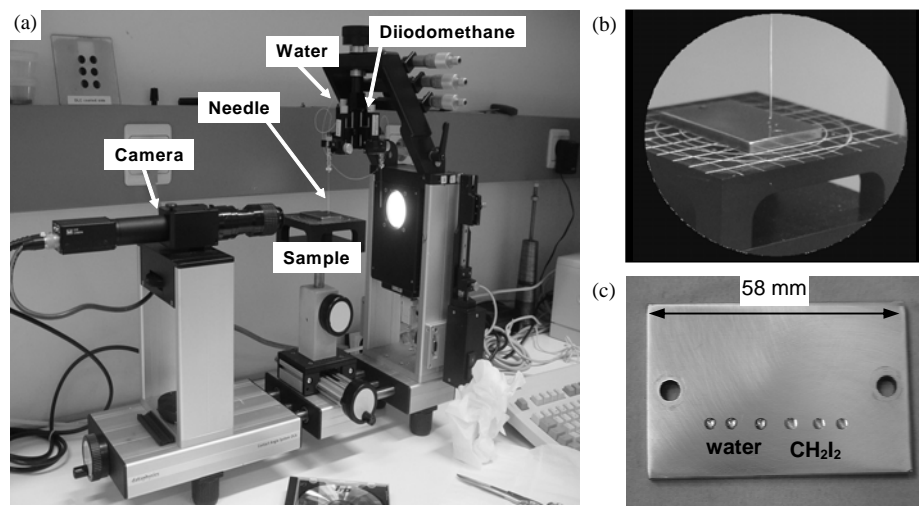 (a)
Diiodomethane
Water
Needle
Camera
Sample
(b)
(c)
58 mm
water CH₂I₂